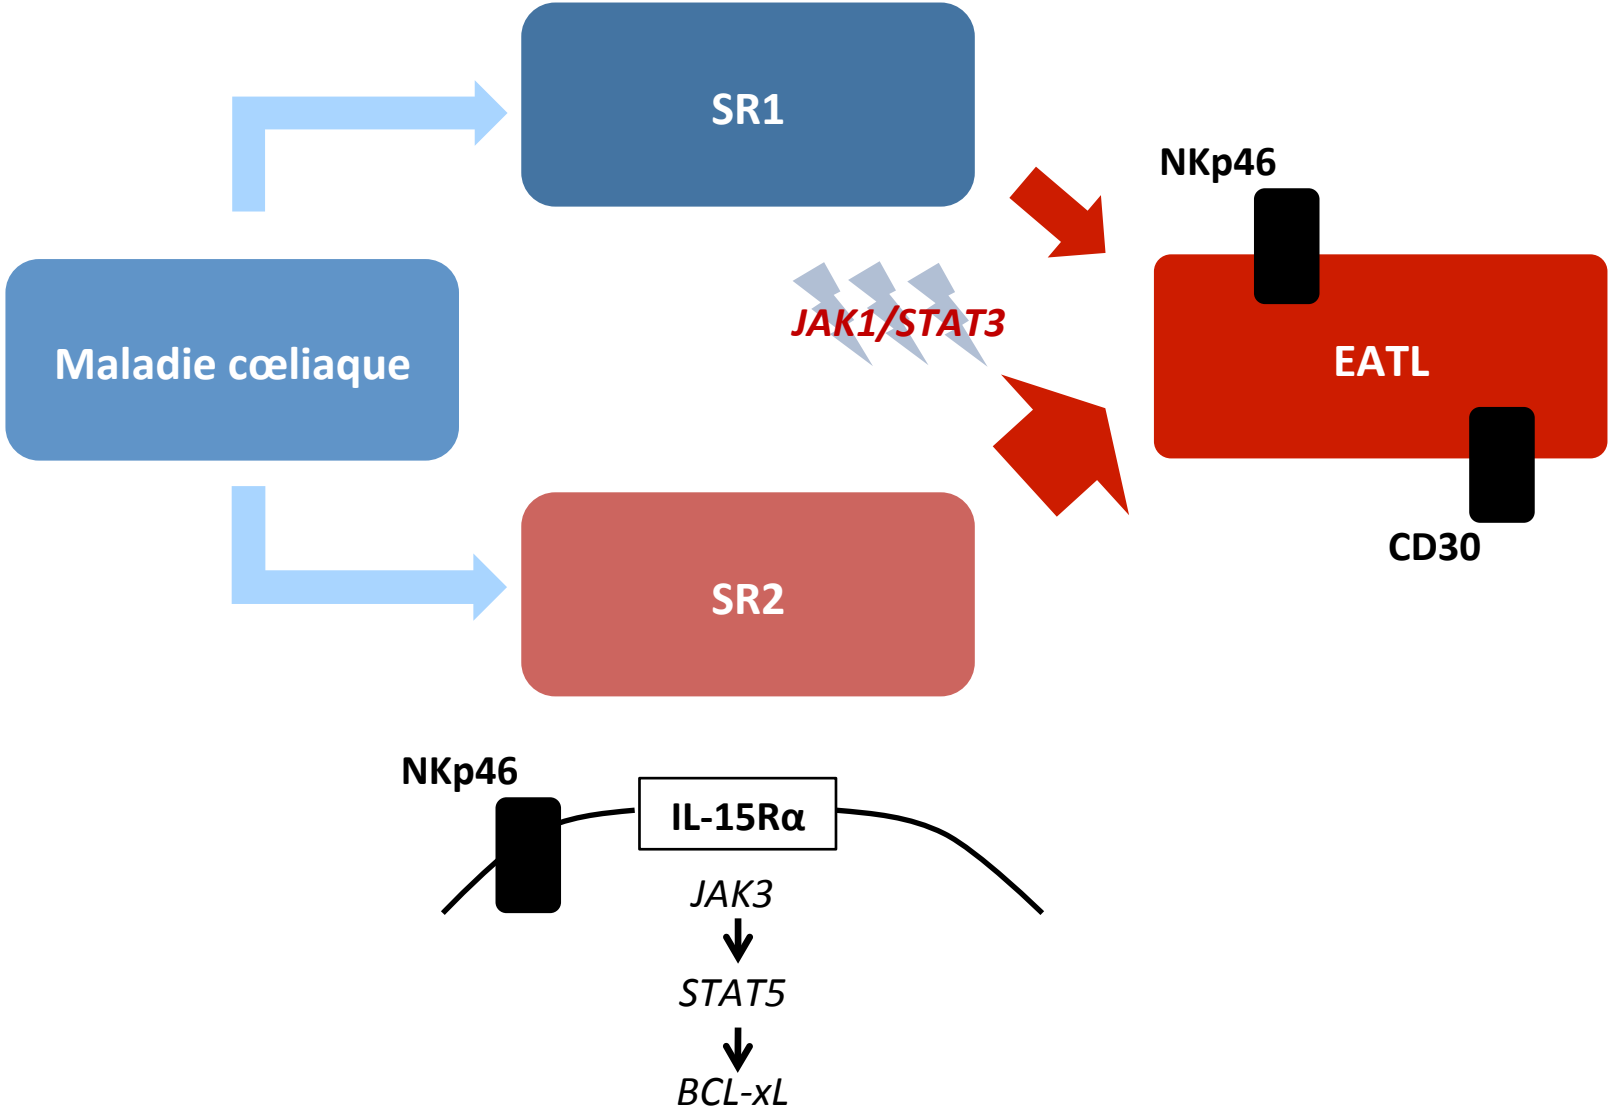 SR1
NKp46
JAK1/STAT3
Maladie cœliaque
EATL
CD30
SR2
NKp46
IL-15Rα
JAK3
STAT5
BCL-xL